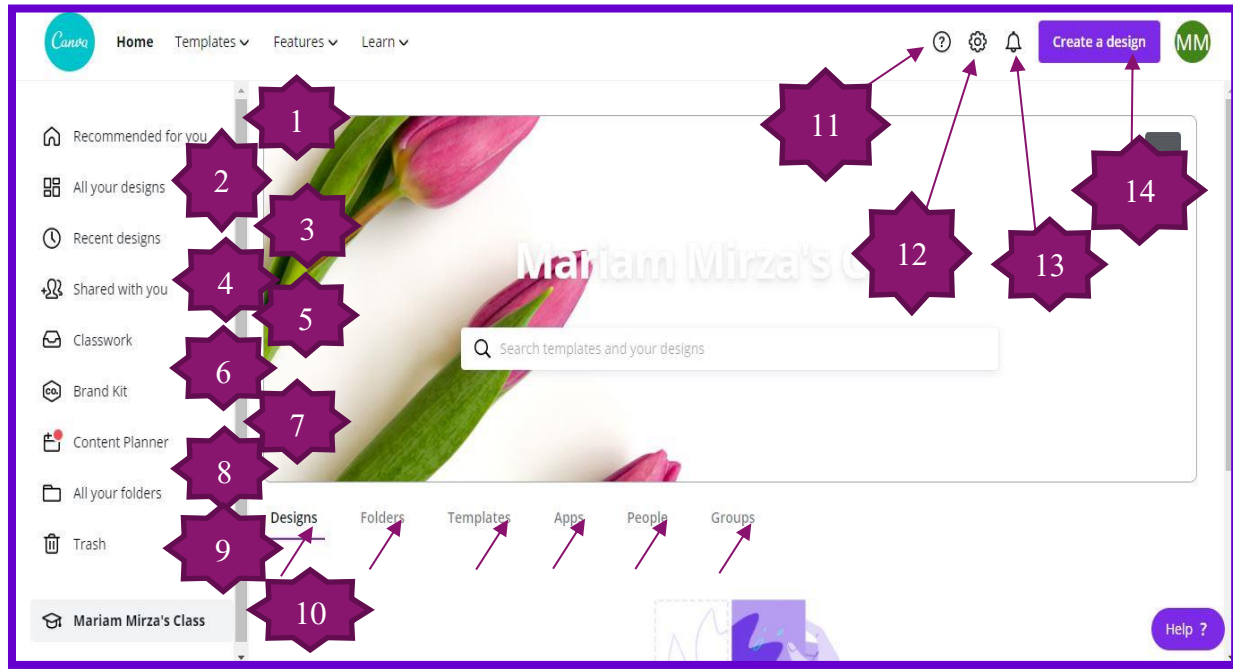 Canva Home Templates Features Learn ? Create a design MM
1
11
Recommended for you
2
14
All your designs
3
12
Recent designs
Mariam Mirza's C
13
4
Shared with you
5
Classwork
Search templates and your designs
6
CO. Brand Kit
7
Content Planner
8
All your folders
Designs Folders Templates Apps People Groups
9
Trash
10
Mariam Mirza's Class
Help ?